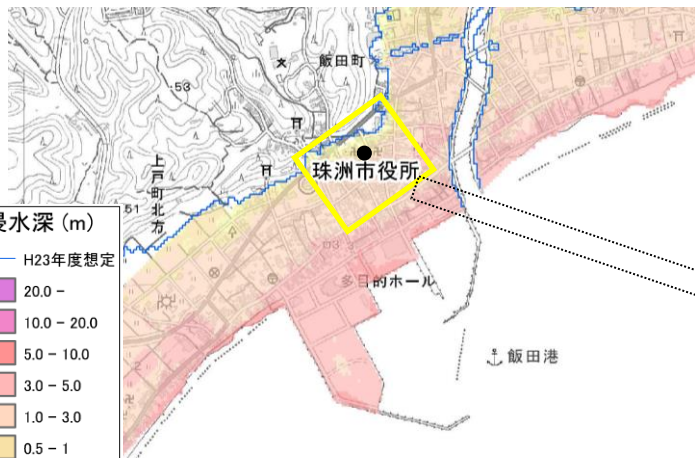 飯田町
文
・53
・53
上戸町北方
珠洲市役所
51
浸水深（m）
H23年度想定
20.0 −
10.0 − 20.0
5.0 − 10.0
3.0 − 5.0
1.0 − 3.0
0.5 − 1
多目的ホール
飯田港